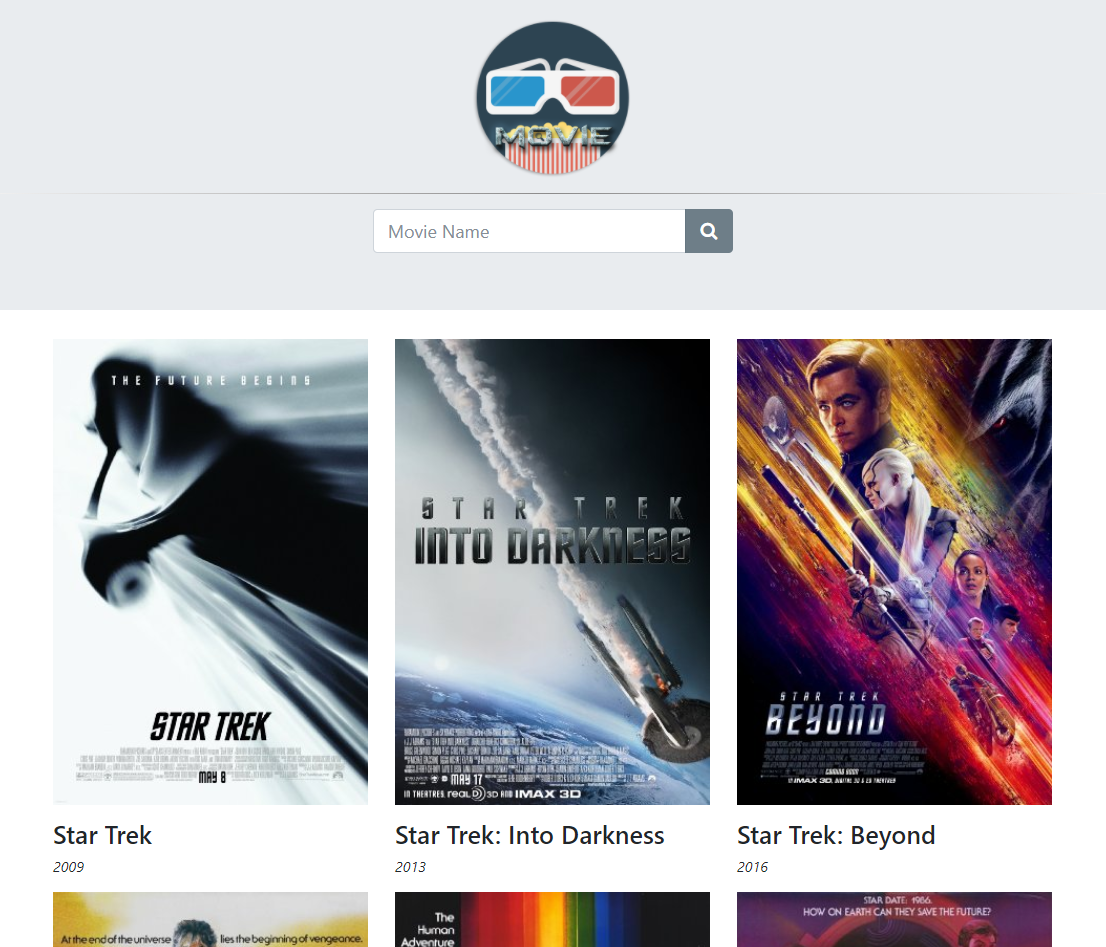 MOVIE
Movie Name
THE FUTURE BEGINS
STAR TREK
MAY 8
STAR TREK
INTO DARKNESS
MAY 17
IN THEATRES, REAL D 3D AND IMAX 3D
STAR TREK
BEYOND
Star Trek
2009
Star Trek: Into Darkness
2013
Star Trek: Beyond
2016
At the end of the universe lies the beginning of vengeance.
The
Human
Adventure
STAR DATE: 1986.
HOW ON EARTH CAN THEY SAVE THE FUTURE?